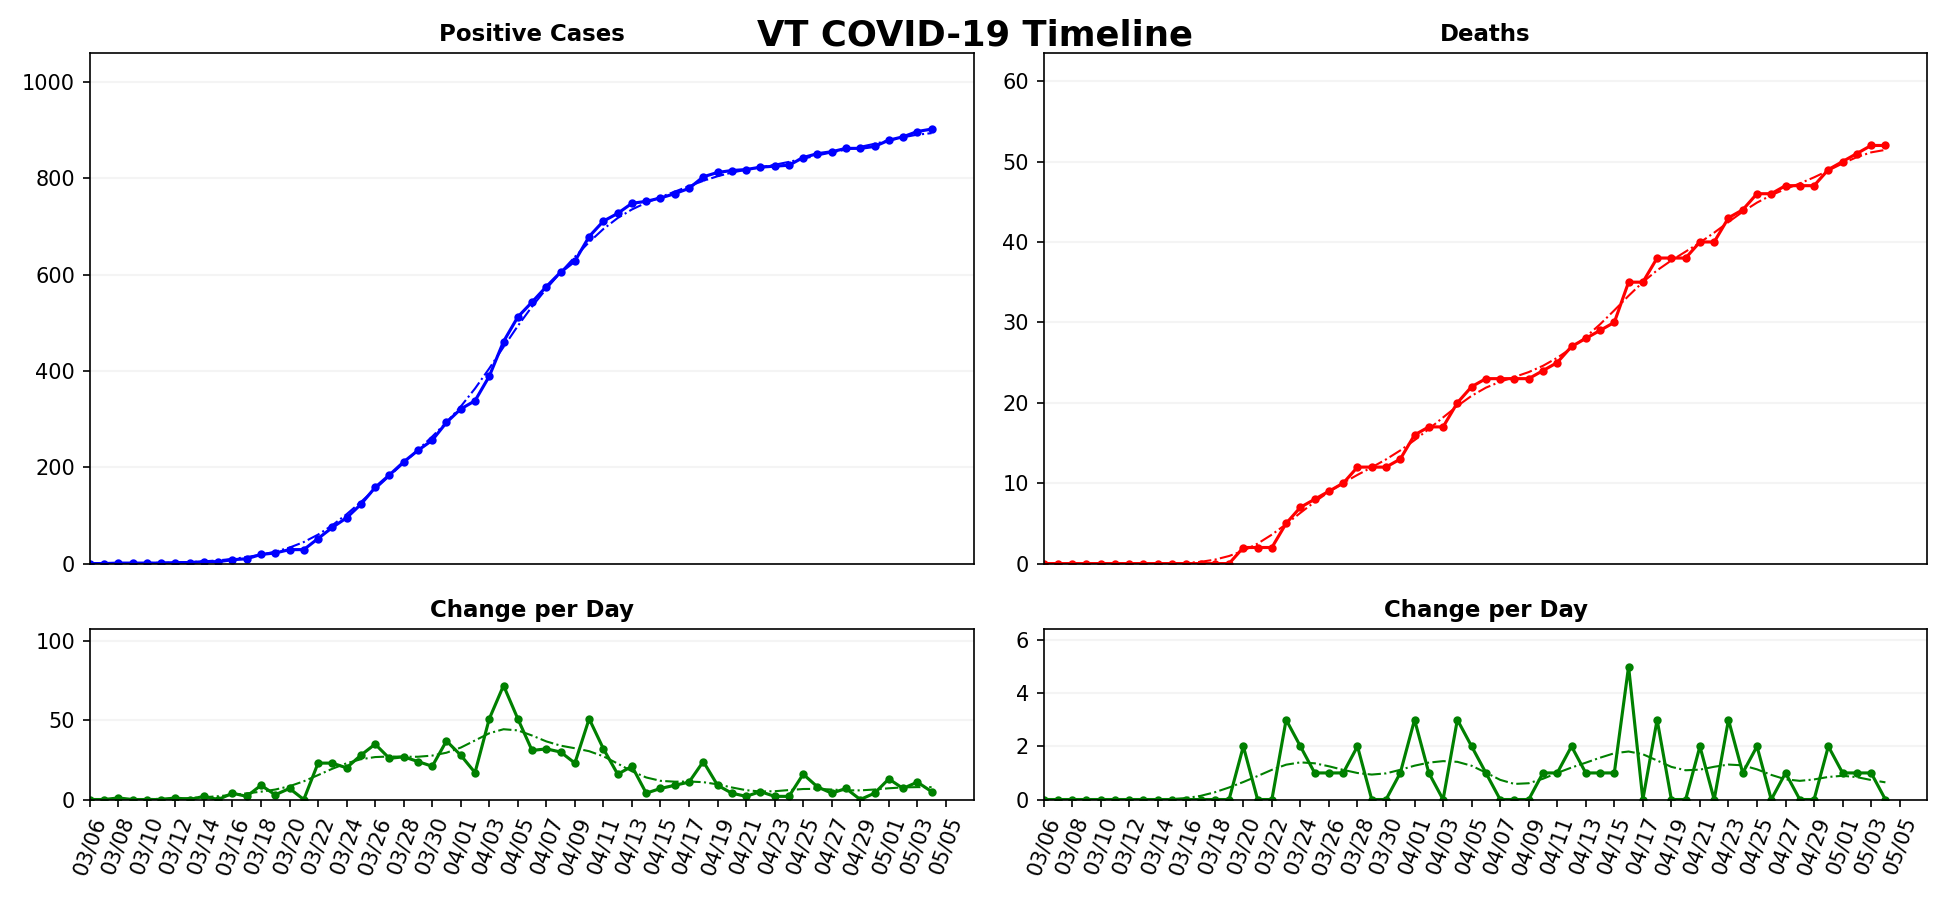 VT COVID-19 Timeline
Positive Cases
1000
800
600
400
200
0
Deaths
60
50
40
30
20
10
0
Change per Day
100
50
0
03/06 03/08 03/10 03/12 03/14 03/16 03/18 03/20 03/22 03/24 03/26 03/28 03/30 04/01 04/03 04/05 04/07 04/09 04/11 04/13 04/15 04/17 04/19 04/21 04/23 04/25 04/27 04/29 05/01 05/03 05/05
Change per Day
6
4
2
0
03/06 03/08 03/10 03/12 03/14 03/16 03/18 03/20 03/22 03/24 03/26 03/28 03/30 04/01 04/03 04/05 04/07 04/09 04/11 04/13 04/15 04/17 04/19 04/21 04/23 04/25 04/27 04/29 05/01 05/03 05/05